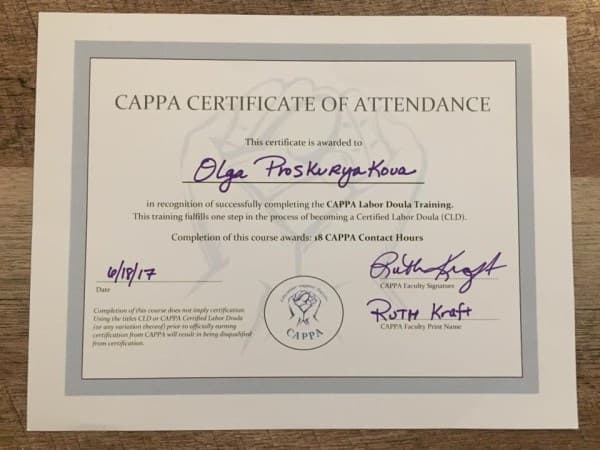 CAPPA CERTIFICATE OF ATTENDANCE
This certificate is awarded to
Olga Proskuryakova
in recognition of successfully completing the CAPPA Labor Doula Training.
This training fulfills one step in the process of becoming a Certified Labor Doula (CLD).
Completion of this course awards: 18 CAPPA Contact Hours
6/18/17
Date
Ruth Kraft
CAPPA Faculty Signature
RUTH Kraft
CAPPA Faculty Print Name
Completion of this course does not imply certification.
Using the titles CLD or CAPPA Certified Labor Doula
(or any variation thereof) prior to officially earning
certification from CAPPA will result in being disqualified
from certification.
CAPPA